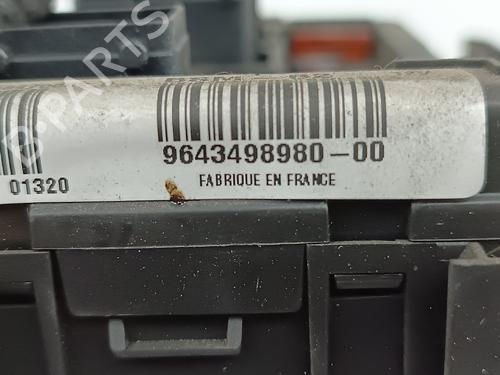 B-PARTS
9643498980-00
01320
FABRIQUE EN FRANCE